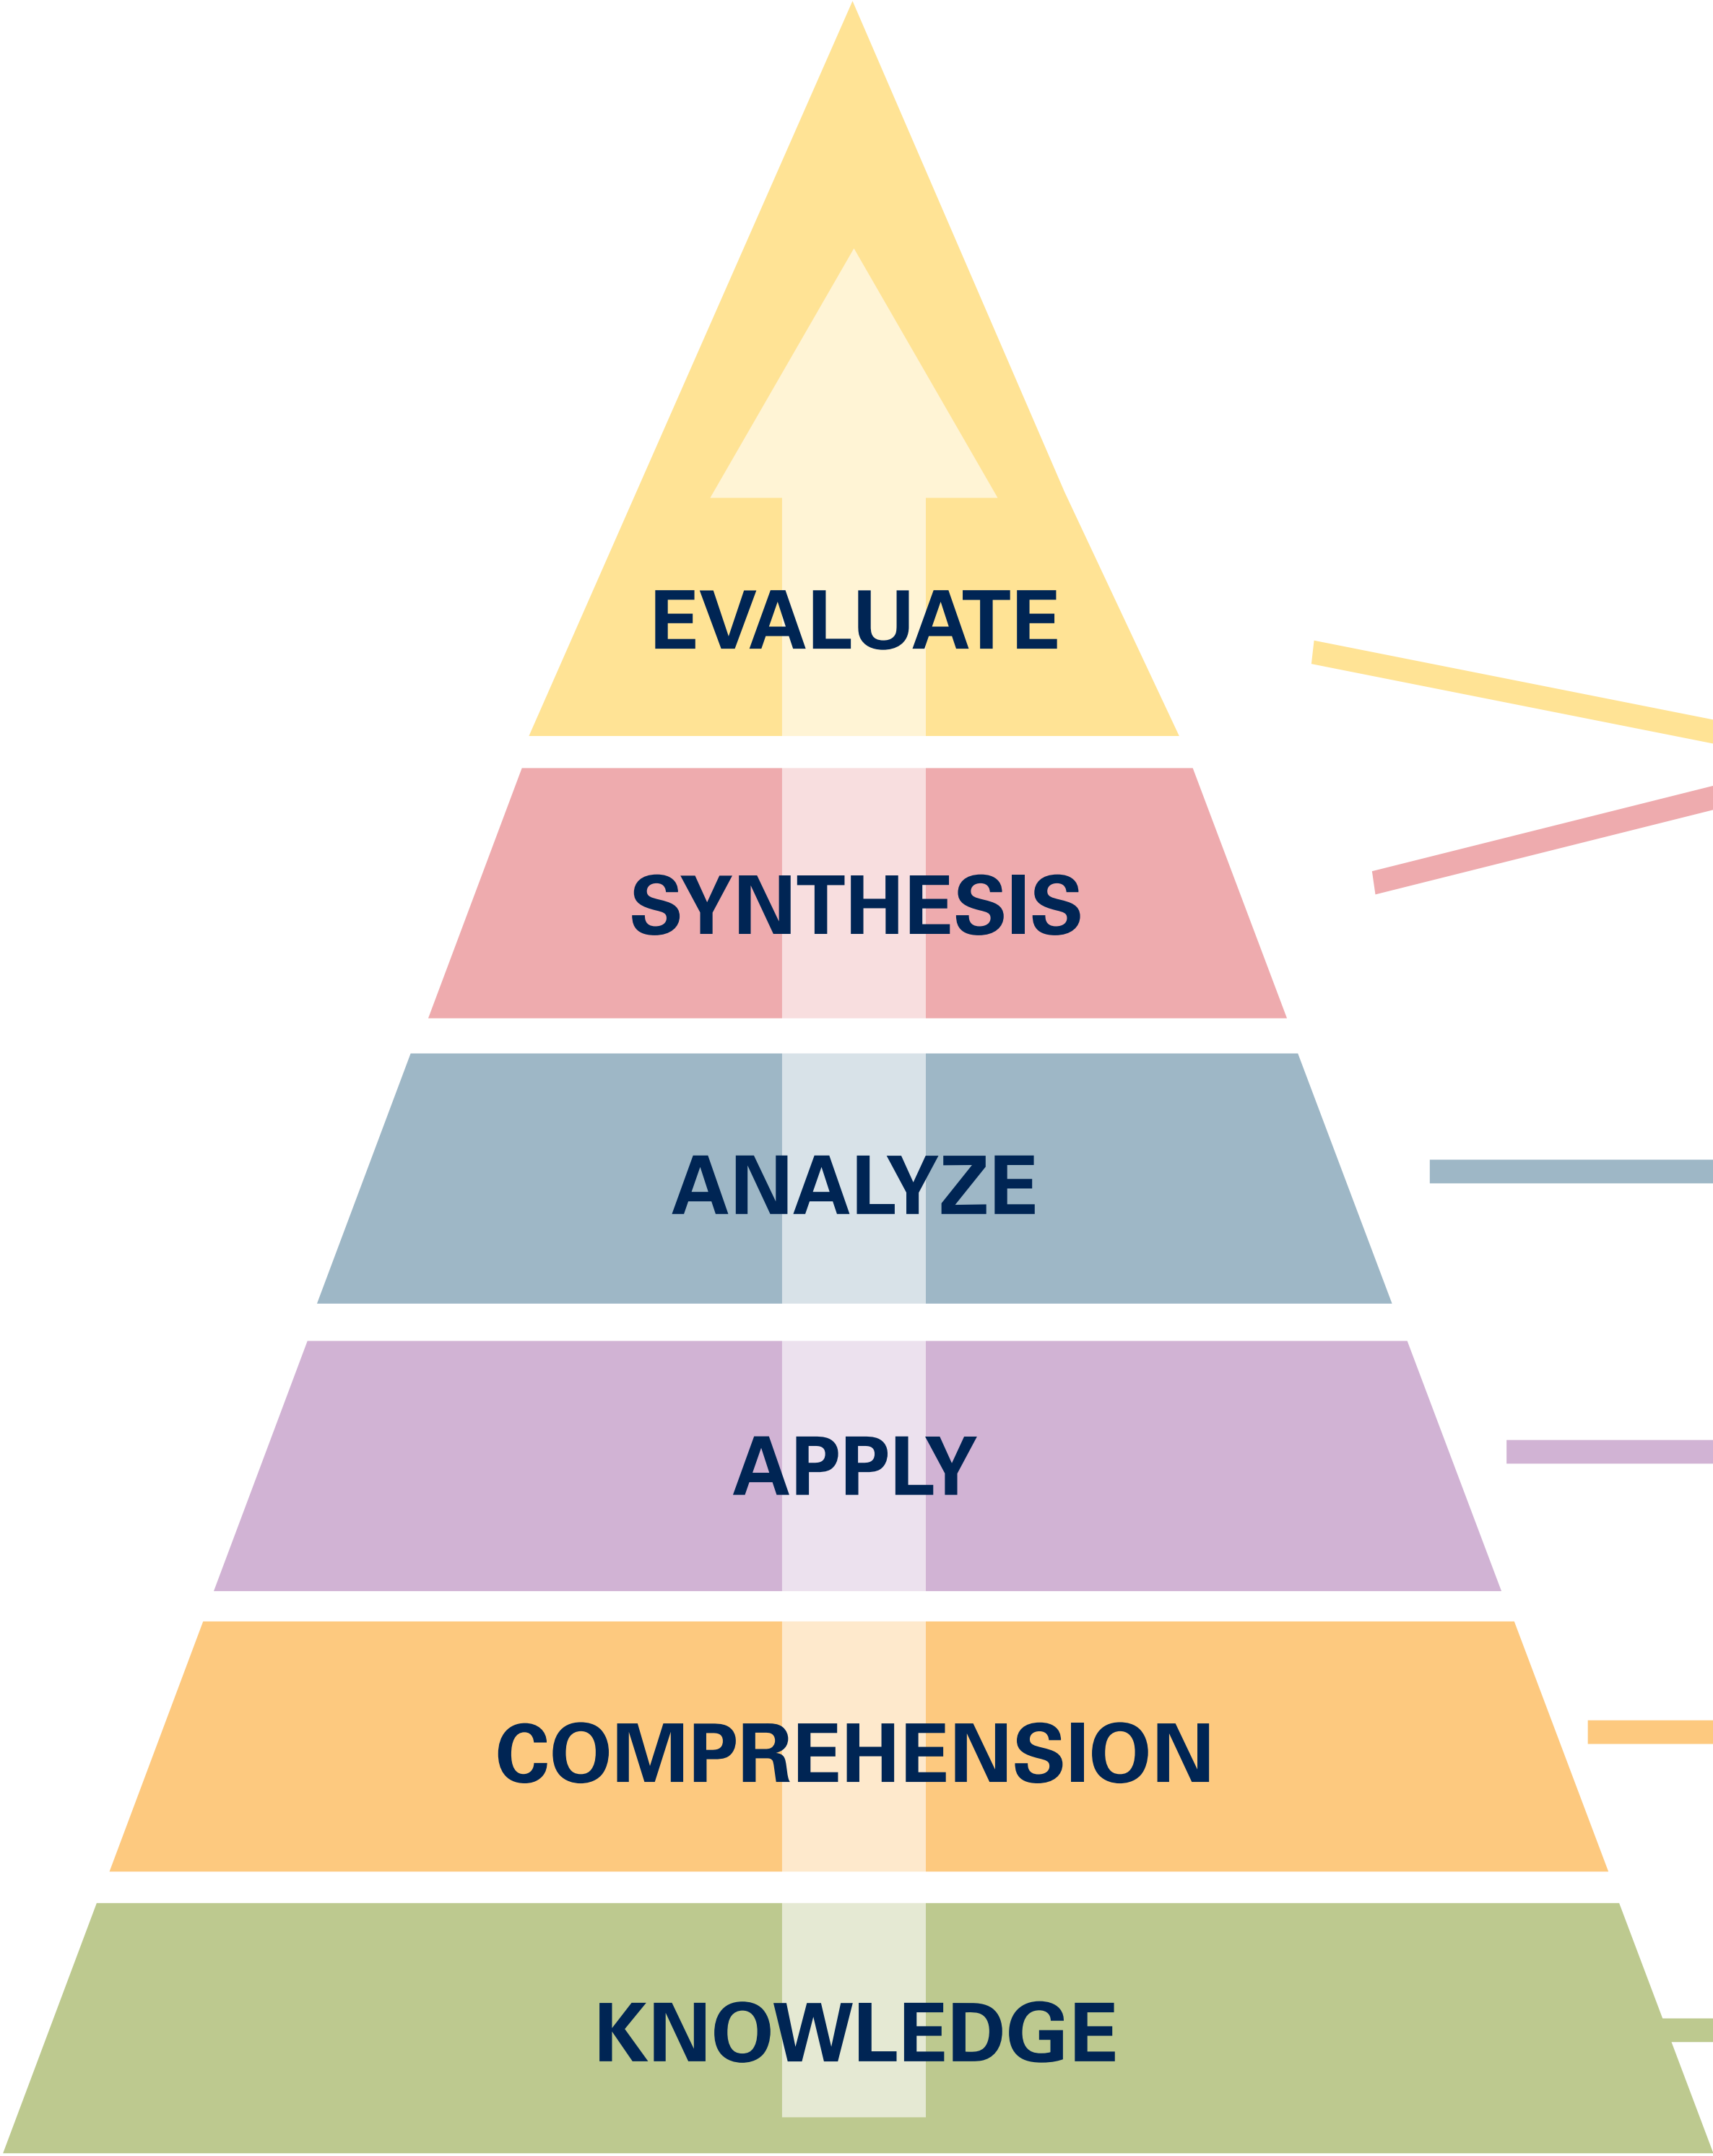 EVALUATE
SYNTHESIS
ANALYZE
APPLY
COMPREHENSION
KNOWLEDGE